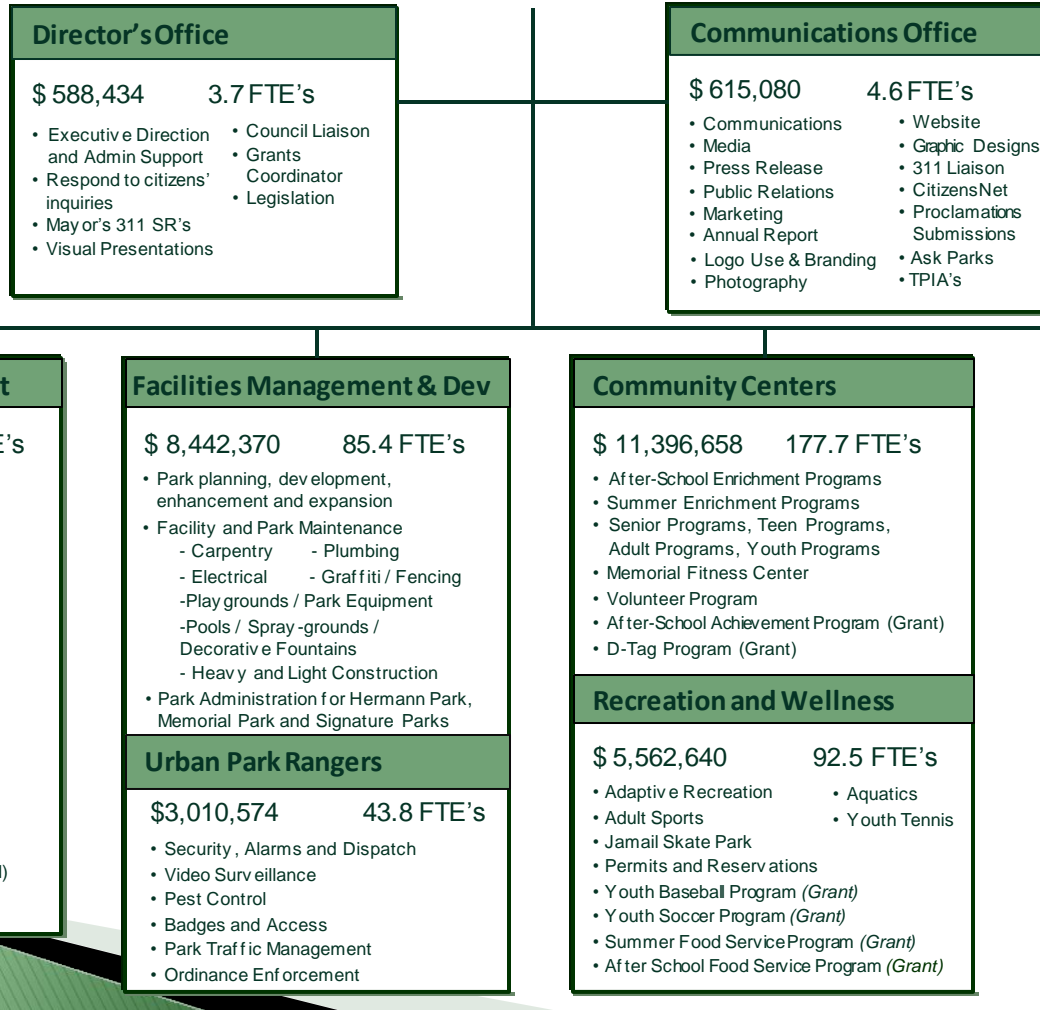 Director's Office
$ 588,434 3.7 FTE's
• Executive Direction
and Admin Support
• Respond to citizens'
inquiries
• Mayor's 311 SR's
• Visual Presentations
• Council Liaison
• Grants
Coordinator
• Legislation
Communications Office
$ 615,080 4.6 FTE's
• Communications
• Media
• Press Release
• Public Relations
• Marketing
• Annual Report
• Logo Use & Branding
• Photography
• Website
• Graphic Designs
• 311 Liaison
• CitizensNet
• Proclamations
Submissions
• Ask Parks
• TPIA's
t
E's
)
Facilities Management & Dev
$ 8,442,370 85.4 FTE's
• Park planning, development,
enhancement and expansion
• Facility and Park Maintenance
- Carpentry - Plumbing
- Electrical - Graffiti / Fencing
-Playgrounds / Park Equipment
-Pools / Spray-grounds /
Decorative Fountains
- Heavy and Light Construction
• Park Administration for Hermann Park,
Memorial Park and Signature Parks
Urban Park Rangers
$3,010,574 43.8 FTE's
• Security, Alarms and Dispatch
• Video Surveillance
• Pest Control
• Badges and Access
• Park Traffic Management
• Ordinance Enforcement
Community Centers
$ 11,396,658 177.7 FTE's
• After-School Enrichment Programs
• Summer Enrichment Programs
• Senior Programs, Teen Programs,
Adult Programs, Youth Programs
• Memorial Fitness Center
• Volunteer Program
• After-School Achievement Program (Grant)
• D-Tag Program (Grant)
Recreation and Wellness
$ 5,562,640 92.5 FTE's
• Adaptive Recreation
• Adult Sports
• Jamail Skate Park
• Permits and Reservations
• Youth Baseball Program (Grant)
• Youth Soccer Program (Grant)
• Summer Food Service Program (Grant)
• After School Food Service Program (Grant)
• Aquatics
• Youth Tennis